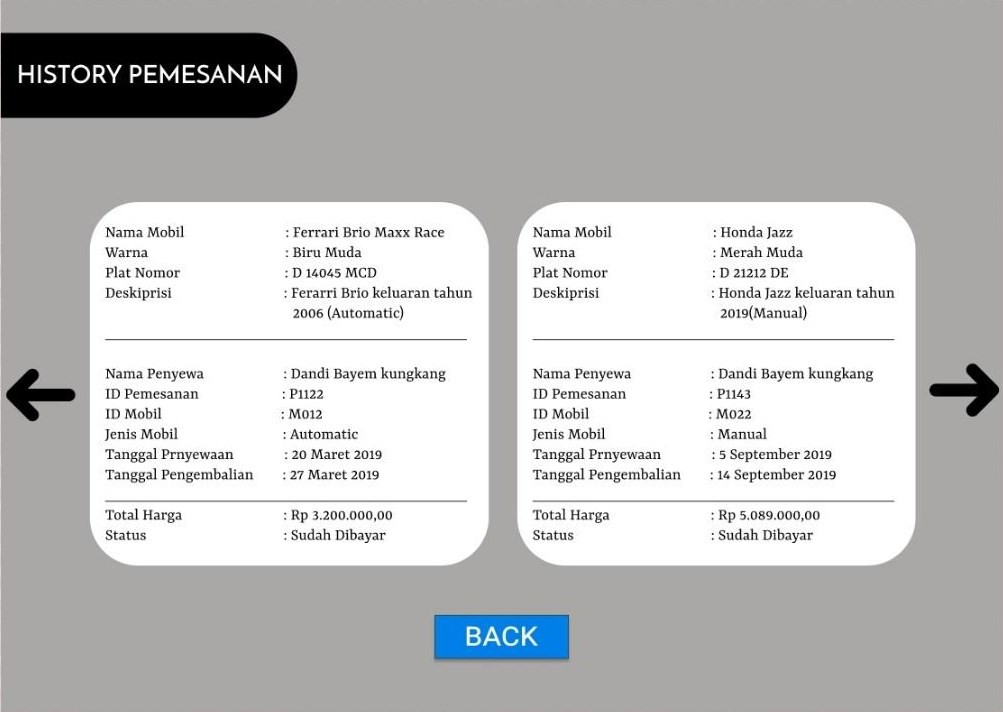 HISTORY PEMESANAN
Nama Mobil : Ferrari Brio Maxx Race
Warna : Biru Muda
Plat Nomor : D 14045 MCD
Deskiprisi : Ferarri Brio keluaran tahun
2006 (Automatic)
Nama Penyewa : Dandi Bayem kungkang
ID Pemesanan : P1122
ID Mobil : M012
Jenis Mobil : Automatic
Tanggal Prnyewaan : 20 Maret 2019
Tanggal Pengembalian : 27 Maret 2019
Total Harga : Rp 3.200.000,00
Status : Sudah Dibayar
Nama Mobil : Honda Jazz
Warna : Merah Muda
Plat Nomor : D 21212 DE
Deskiprisi : Honda Jazz keluaran tahun
2019(Manual)
Nama Penyewa : Dandi Bayem kungkang
ID Pemesanan : P1143
ID Mobil : M022
Jenis Mobil : Manual
Tanggal Prnyewaan : 5 September 2019
Tanggal Pengembalian : 14 September 2019
Total Harga : Rp 5.089.000,00
Status : Sudah Dibayar
BACK